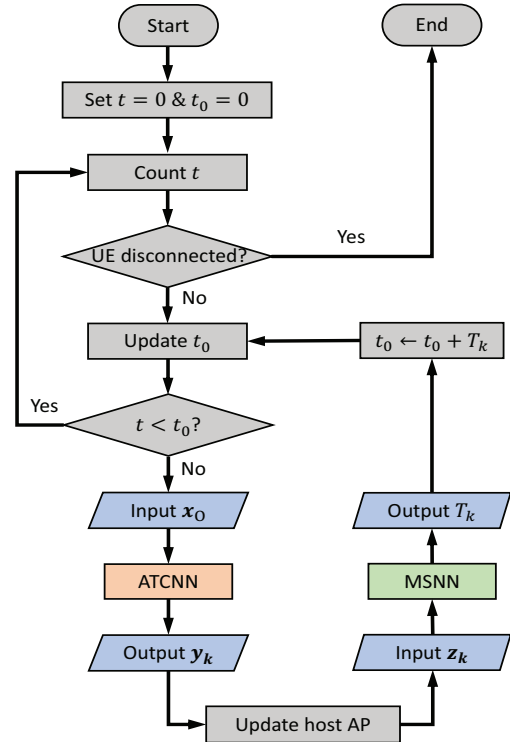 Start
End
Set t = 0 & t₀ = 0
Count t
UE disconnected?
Yes
No
Update t₀
t₀ ← t₀ + Tₖ
Yes
t < t₀?
No
Input x₀
Output Tₖ
ATCNN
MSNN
Output yₖ
Input zₖ
Update host AP